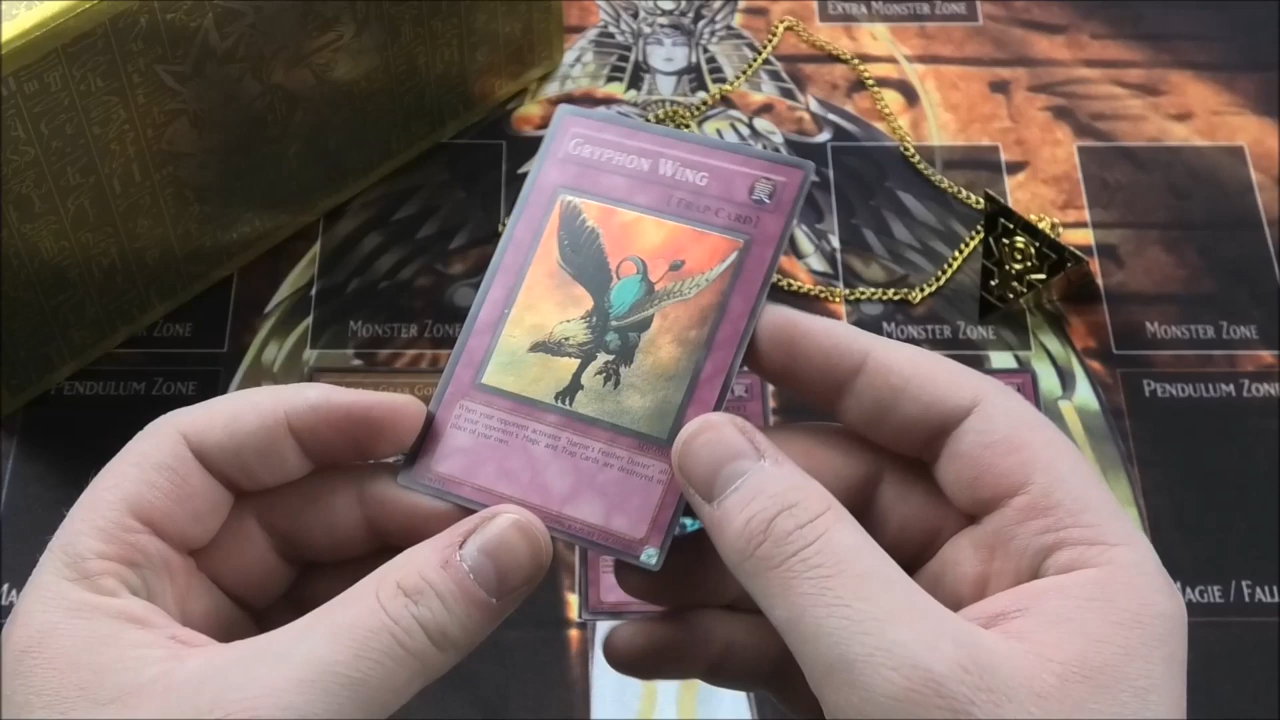 EXTRA MONSTER ZONE
GRYPHON WING
[TRAP CARD]
When your opponent activates "Harpie's Feather Duster" all
of your opponent's Magic and Trap Cards are destroyed in
place of your own.
ZONE
MONSTER ZONE
MONSTER ZONE
MONSTER ZONE
PENDULUM ZONE
PENDULUM ZON
MAGIE / FALL